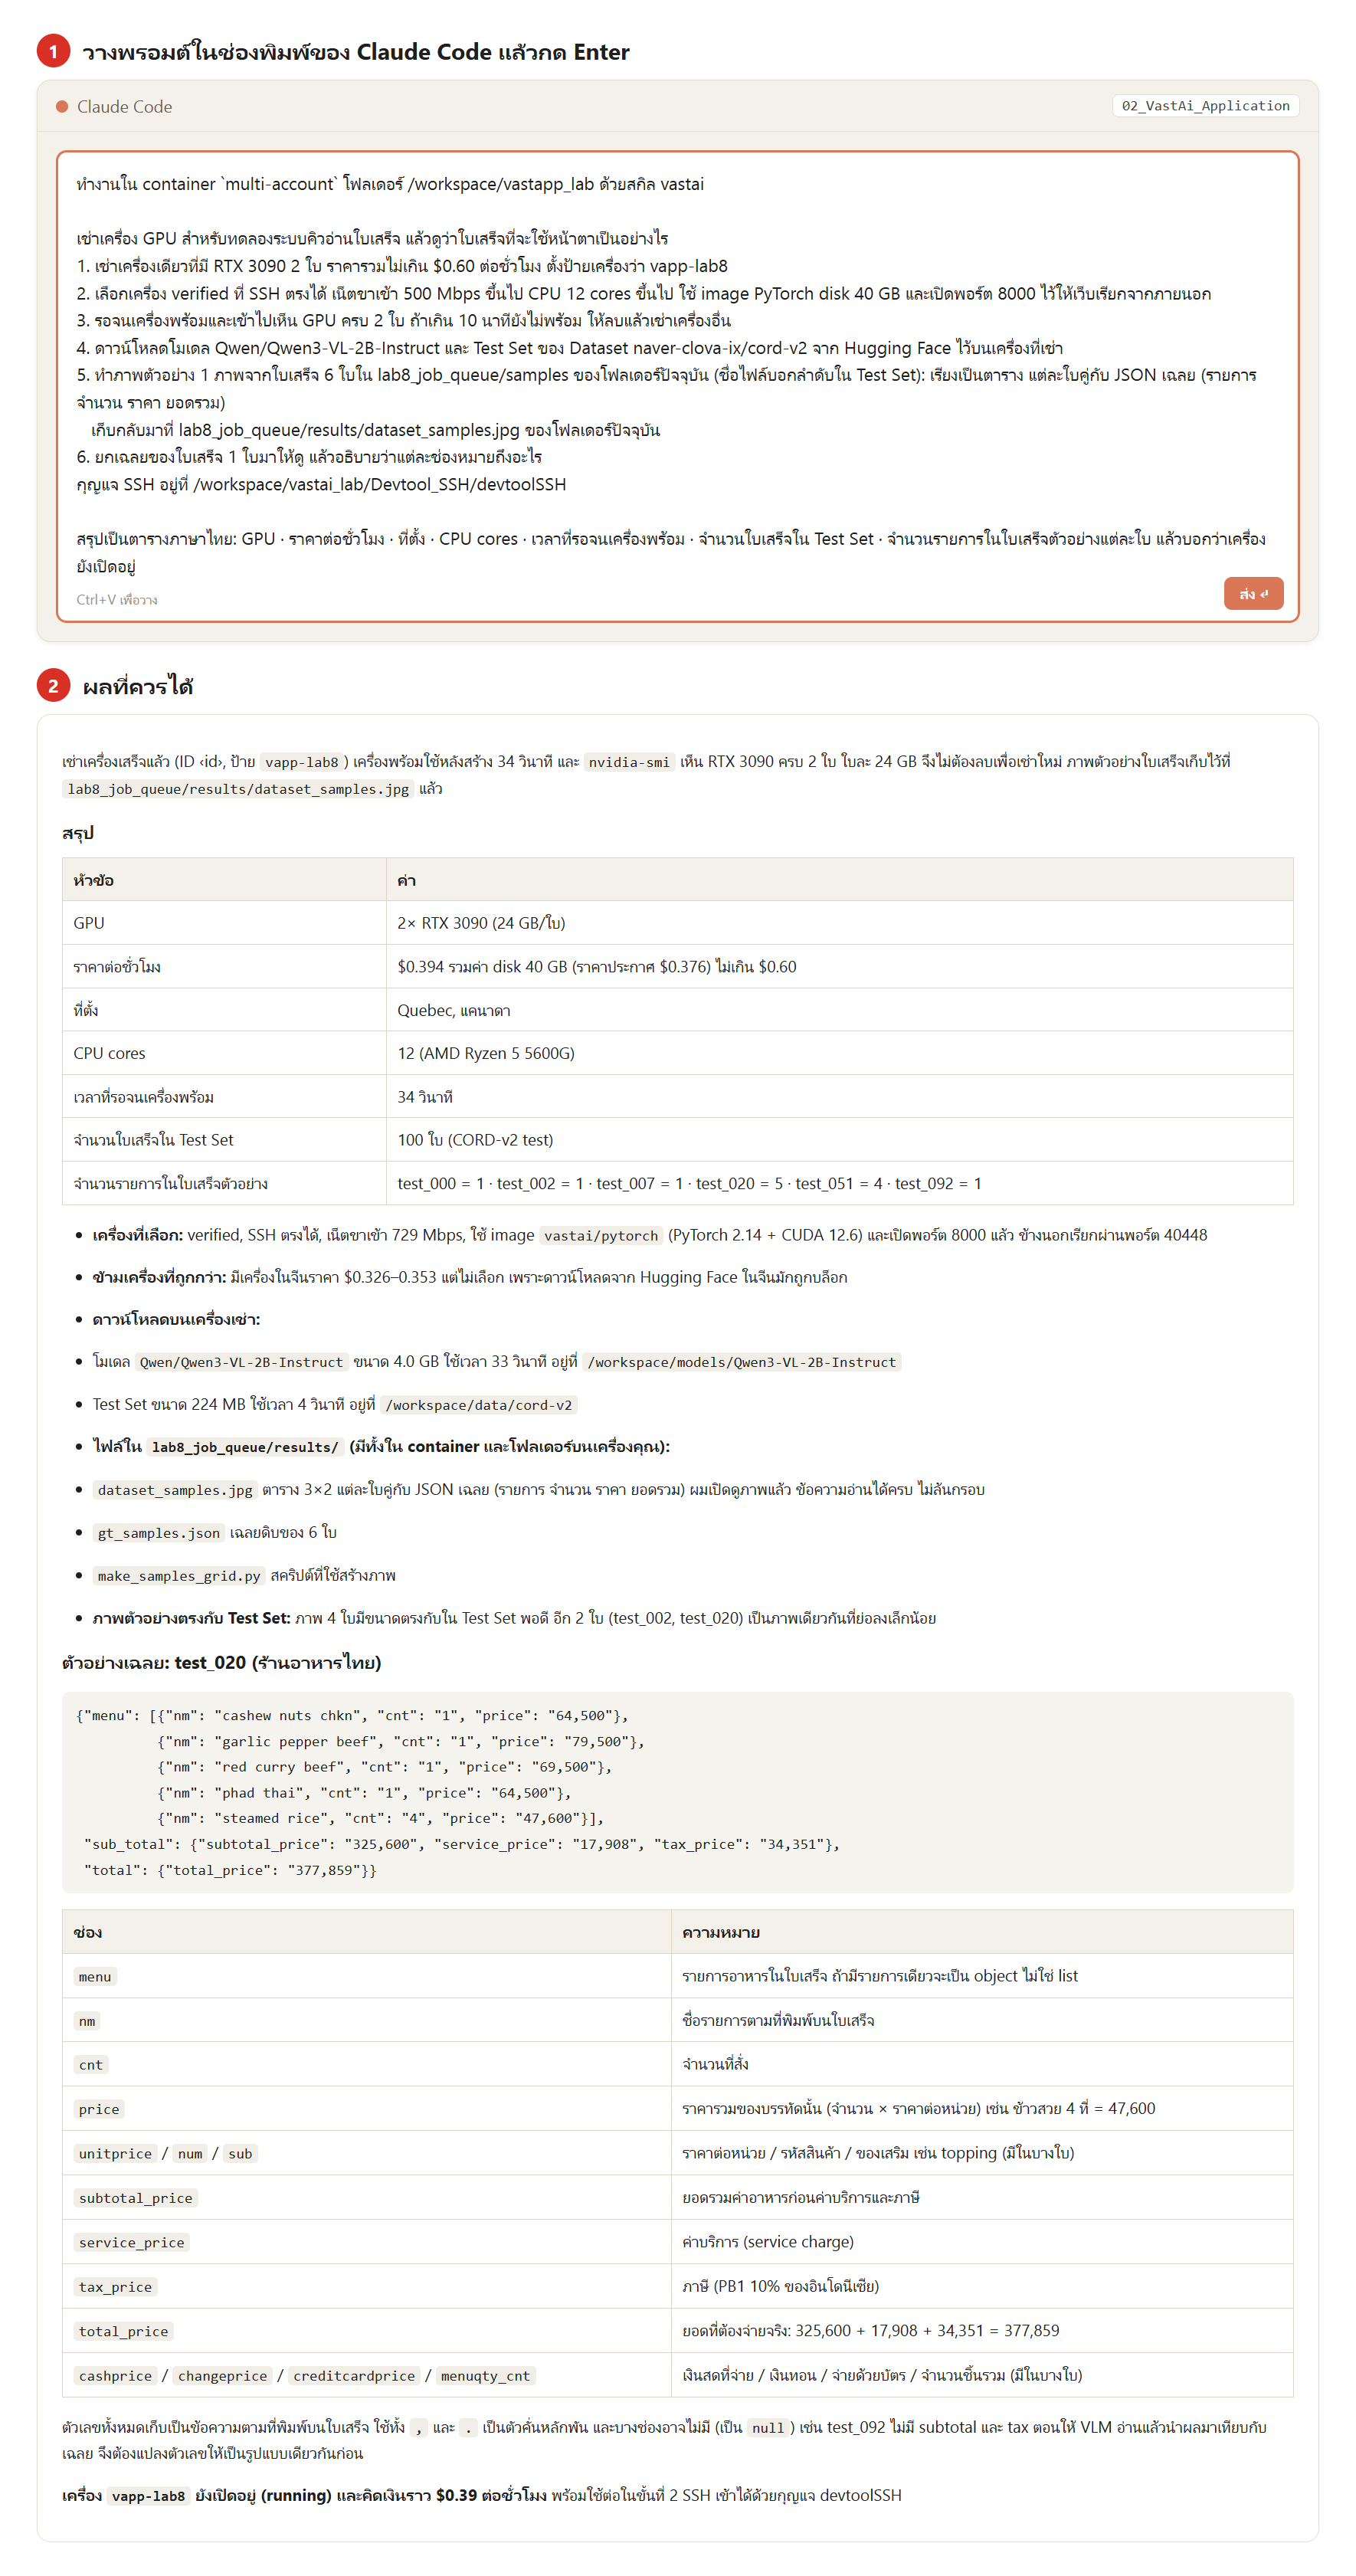 1 วางพรอมต์ในช่องพิมพ์ของ Claude Code แล้วกด Enter
Claude Code
02_VastAi_Application
ทำงานใน container `multi-account` โฟลเดอร์ /workspace/vastapp_lab ด้วยสกิล vastai
เช่าเครื่อง GPU สำหรับทดลองระบบคิวอ่านใบเสร็จ แล้วดูว่าใบเสร็จที่จะใช้หน้าตาเป็นอย่างไร
1. เช่าเครื่องเดียวที่มี RTX 3090 2 ใบ ราคารวมไม่เกิน $0.60 ต่อชั่วโมง ตั้งป้ายเครื่องว่า vapp-lab8
2. เลือกเครื่อง verified ที่ SSH ตรงได้ เน็ตขาเข้า 500 Mbps ขึ้นไป CPU 12 cores ขึ้นไป ใช้ image PyTorch disk 40 GB และเปิดพอร์ต 8000 ไว้ให้เว็บเรียกจากภายนอก
3. รอจนเครื่องพร้อมและเข้าไปเห็น GPU ครบ 2 ใบ ถ้าเกิน 10 นาทียังไม่พร้อม ให้ลบแล้วเช่าเครื่องอื่น
4. ดาวน์โหลดโมเดล Qwen/Qwen3-VL-2B-Instruct และ Test Set ของ Dataset naver-clova-ix/cord-v2 จาก Hugging Face ไว้บนเครื่องที่เช่า
5. ทำภาพตัวอย่าง 1 ภาพจากใบเสร็จ 6 ใบใน lab8_job_queue/samples ของโฟลเดอร์ปัจจุบัน (ชื่อไฟล์บอกลำดับใน Test Set): เรียงเป็นตาราง แต่ละใบคู่กับ JSON เฉลย (รายการ
จำนวน ราคา ยอดรวม)
เก็บกลับมาที่ lab8_job_queue/results/dataset_samples.jpg ของโฟลเดอร์ปัจจุบัน
6. ยกเฉลยของใบเสร็จ 1 ใบมาให้ดู แล้วอธิบายว่าแต่ละช่องหมายถึงอะไร
กุญแจ SSH อยู่ที่ /workspace/vastai_lab/Devtool_SSH/devtoolSSH
สรุปเป็นตารางภาษาไทย: GPU · ราคาต่อชั่วโมง · ที่ตั้ง · CPU cores · เวลาที่รอจนเครื่องพร้อม · จำนวนใบเสร็จใน Test Set · จำนวนรายการในใบเสร็จตัวอย่างแต่ละใบ แล้วบอกว่าเครื่อง
ยังเปิดอยู่
Ctrl+V เพื่อวาง
ส่ง ↵
2 ผลที่ควรได้
เช่าเครื่องเสร็จแล้ว (ID ‹id›, ป้าย vapp-lab8 ) เครื่องพร้อมใช้หลังสร้าง 34 วินาที และ nvidia-smi เห็น RTX 3090 ครบ 2 ใบ ใบละ 24 GB จึงไม่ต้องลบเพื่อเช่าใหม่ ภาพตัวอย่างใบเสร็จเก็บไว้ที่
lab8_job_queue/results/dataset_samples.jpg แล้ว
สรุป
หัวข้อ ค่า
GPU 2× RTX 3090 (24 GB/ใบ)
ราคาต่อชั่วโมง $0.394 รวมค่า disk 40 GB (ราคาประกาศ $0.376) ไม่เกิน $0.60
ที่ตั้ง Quebec, แคนาดา
CPU cores 12 (AMD Ryzen 5 5600G)
เวลาที่รอจนเครื่องพร้อม 34 วินาที
จำนวนใบเสร็จใน Test Set 100 ใบ (CORD-v2 test)
จำนวนรายการในใบเสร็จตัวอย่าง test_000 = 1 · test_002 = 1 · test_007 = 1 · test_020 = 5 · test_051 = 4 · test_092 = 1
• เครื่องที่เลือก: verified, SSH ตรงได้, เน็ตขาเข้า 729 Mbps, ใช้ image vastai/pytorch (PyTorch 2.14 + CUDA 12.6) และเปิดพอร์ต 8000 แล้ว ข้างนอกเรียกผ่านพอร์ต 40448
• ข้ามเครื่องที่ถูกกว่า: มีเครื่องในจีนราคา $0.326–0.353 แต่ไม่เลือก เพราะดาวน์โหลดจาก Hugging Face ในจีนมักถูกบล็อก
• ดาวน์โหลดบนเครื่องเช่า:
• โมเดล Qwen/Qwen3-VL-2B-Instruct ขนาด 4.0 GB ใช้เวลา 33 วินาที อยู่ที่ /workspace/models/Qwen3-VL-2B-Instruct
• Test Set ขนาด 224 MB ใช้เวลา 4 วินาที อยู่ที่ /workspace/data/cord-v2
• ไฟล์ใน lab8_job_queue/results/ (มีทั้งใน container และโฟลเดอร์บนเครื่องคุณ):
• dataset_samples.jpg ตาราง 3×2 แต่ละใบคู่กับ JSON เฉลย (รายการ จำนวน ราคา ยอดรวม) ผมเปิดดูภาพแล้ว ข้อความอ่านได้ครบ ไม่ล้นกรอบ
• gt_samples.json เฉลยดิบของ 6 ใบ
• make_samples_grid.py สคริปต์ที่ใช้สร้างภาพ
• ภาพตัวอย่างตรงกับ Test Set: ภาพ 4 ใบมีขนาดตรงกับใน Test Set พอดี อีก 2 ใบ (test_002, test_020) เป็นภาพเดียวกันที่ย่อลงเล็กน้อย
ตัวอย่างเฉลย: test_020 (ร้านอาหารไทย)
{"menu": [{"nm": "cashew nuts chkn", "cnt": "1", "price": "64,500"},
{"nm": "garlic pepper beef", "cnt": "1", "price": "79,500"},
{"nm": "red curry beef", "cnt": "1", "price": "69,500"},
{"nm": "phad thai", "cnt": "1", "price": "64,500"},
{"nm": "steamed rice", "cnt": "4", "price": "47,600"}],
"sub_total": {"subtotal_price": "325,600", "service_price": "17,908", "tax_price": "34,351"},
"total": {"total_price": "377,859"}}
ช่อง ความหมาย
menu รายการอาหารในใบเสร็จ ถ้ามีรายการเดียวจะเป็น object ไม่ใช่ list
nm ชื่อรายการตามที่พิมพ์บนใบเสร็จ
cnt จำนวนที่สั่ง
price ราคารวมของบรรทัดนั้น (จำนวน × ราคาต่อหน่วย) เช่น ข้าวสวย 4 ที่ = 47,600
unitprice / num / sub ราคาต่อหน่วย / รหัสสินค้า / ของเสริม เช่น topping (มีในบางใบ)
subtotal_price ยอดรวมค่าอาหารก่อนค่าบริการและภาษี
service_price ค่าบริการ (service charge)
tax_price ภาษี (PB1 10% ของอินโดนีเซีย)
total_price ยอดที่ต้องจ่ายจริง: 325,600 + 17,908 + 34,351 = 377,859
cashprice / changeprice / creditcardprice / menuqty_cnt เงินสดที่จ่าย / เงินทอน / จ่ายด้วยบัตร / จำนวนชิ้นรวม (มีในบางใบ)
ตัวเลขทั้งหมดเก็บเป็นข้อความตามที่พิมพ์บนใบเสร็จ ใช้ทั้ง , และ . เป็นตัวคั่นหลักพัน และบางช่องอาจไม่มี (เป็น null ) เช่น test_092 ไม่มี subtotal และ tax ตอนให้ VLM อ่านแล้วนำผลมาเทียบกับ
เฉลย จึงต้องแปลงตัวเลขให้เป็นรูปแบบเดียวกันก่อน
เครื่อง vapp-lab8 ยังเปิดอยู่ (running) และคิดเงินราว $0.39 ต่อชั่วโมง พร้อมใช้ต่อในขั้นที่ 2 SSH เข้าได้ด้วยกุญแจ devtoolSSH